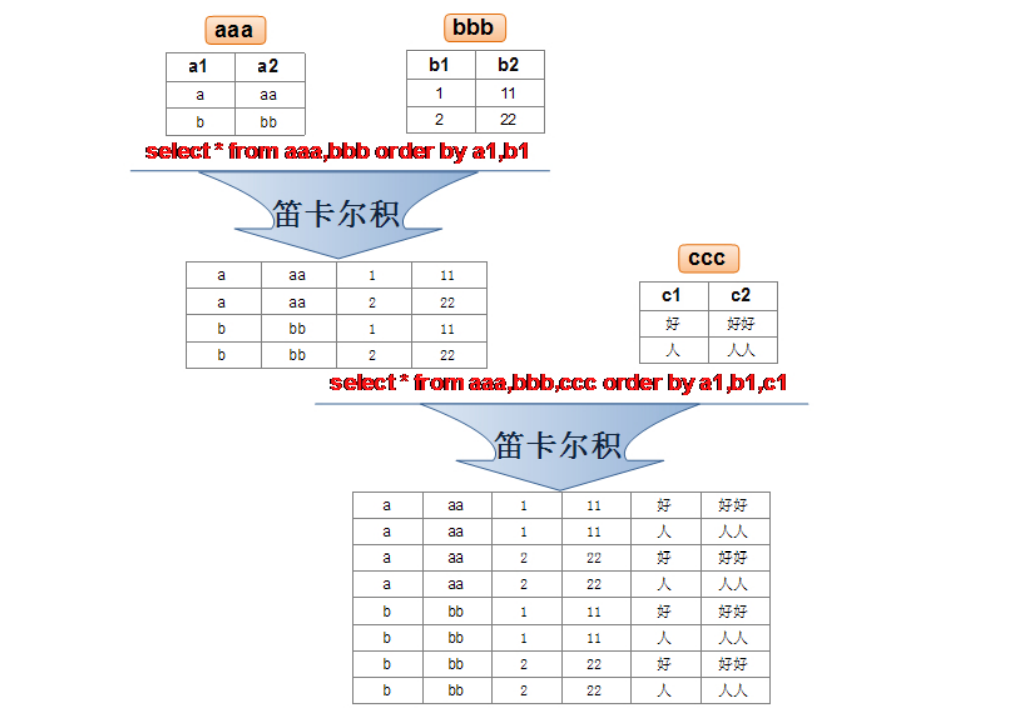 aaa bbb
a1 a2 b1 b2
a aa 1 11
b bb 2 22
select * from aaa,bbb order by a1,b1
笛卡尔积
a aa 1 11
a aa 2 22
b bb 1 11
b bb 2 22
ccc
c1 c2
好 好好
人 人人
select * from aaa,bbb,ccc order by a1,b1,c1
笛卡尔积
a aa 1 11 好 好好
a aa 1 11 人 人人
a aa 2 22 好 好好
a aa 2 22 人 人人
b bb 1 11 好 好好
b bb 1 11 人 人人
b bb 2 22 好 好好
b bb 2 22 人 人人